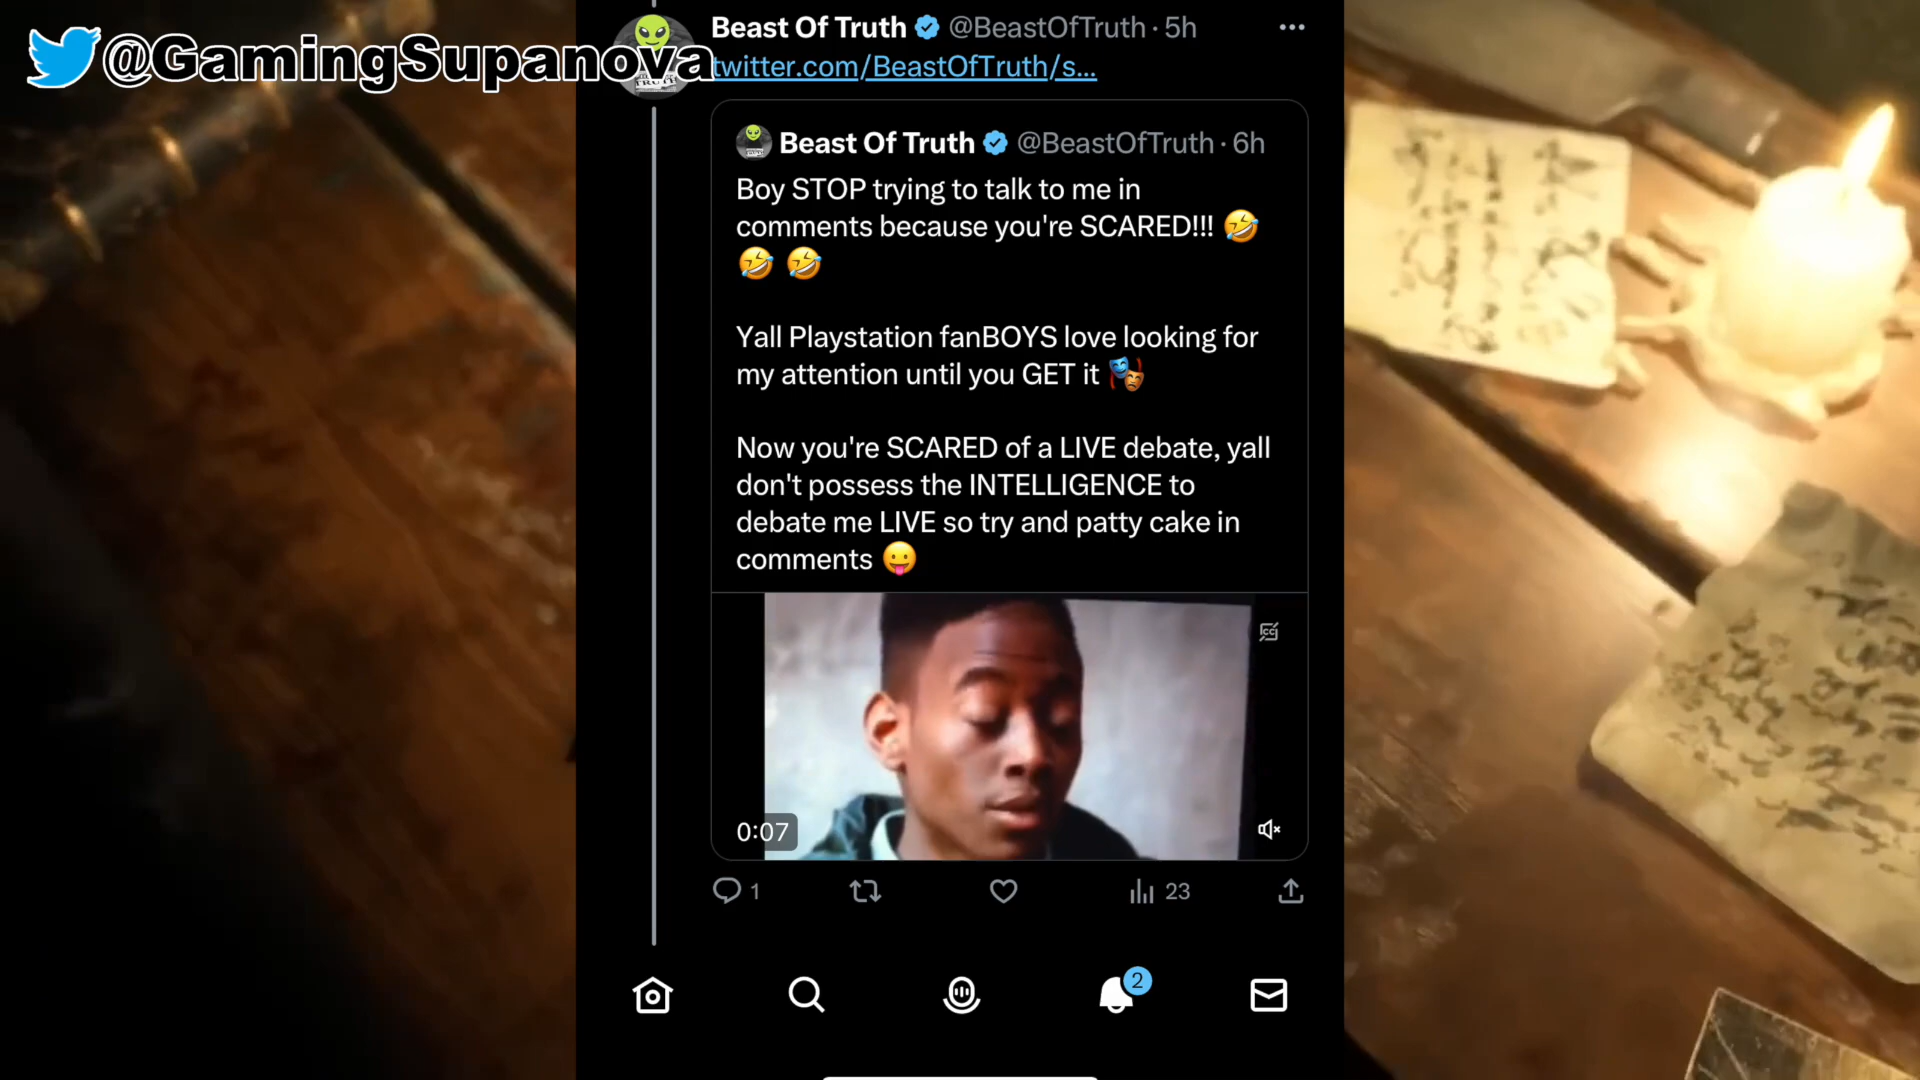 @GamingSupanova
Beast Of Truth @BeastOfTruth · 5h
twitter.com/BeastOfTruth/s...
Beast Of Truth @BeastOfTruth · 6h
Boy STOP trying to talk to me in
comments because you're SCARED!!! 🤣
🤣 🤣
Yall Playstation fanBOYS love looking for
my attention until you GET it 🎭
Now you're SCARED of a LIVE debate, yall
don't possess the INTELLIGENCE to
debate me LIVE so try and patty cake in
comments 😛
0:07
1
23
2